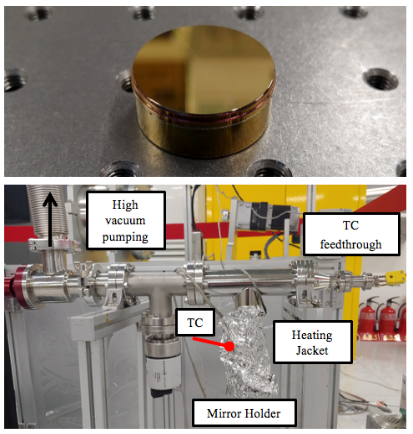 High
vacuum
pumping
TC
feedthrough
TC
Heating
Jacket
Mirror Holder